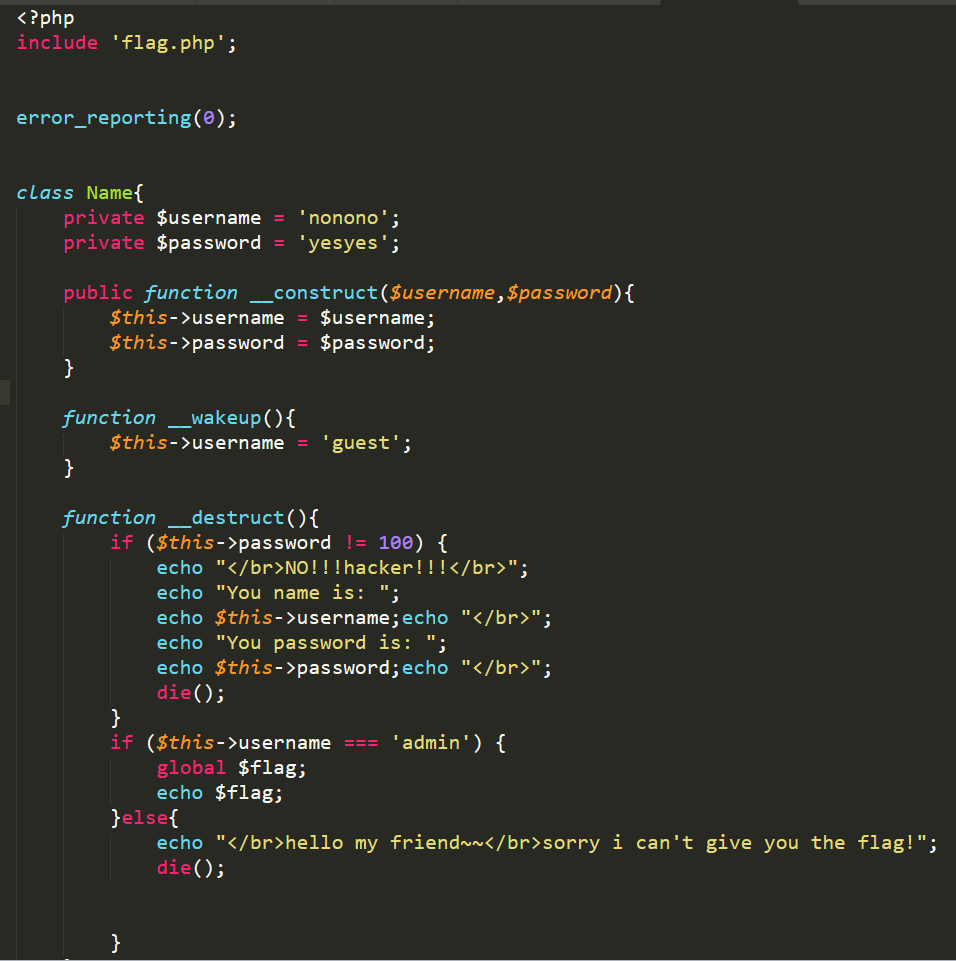 <?php
include 'flag.php';
error_reporting(0);
class Name{
    private $username = 'nonono';
    private $password = 'yesyes';
    public function __construct($username,$password){
        $this->username = $username;
        $this->password = $password;
    }
    function __wakeup(){
        $this->username = 'guest';
    }
    function __destruct(){
        if ($this->password != 100) {
            echo "</br>NO!!!hacker!!!</br>";
            echo "You name is: ";
            echo $this->username;echo "</br>";
            echo "You password is: ";
            echo $this->password;echo "</br>";
            die();
        }
        if ($this->username === 'admin') {
            global $flag;
            echo $flag;
        }else{
            echo "</br>hello my friend~~</br>sorry i can't give you the flag!";
            die();
        }